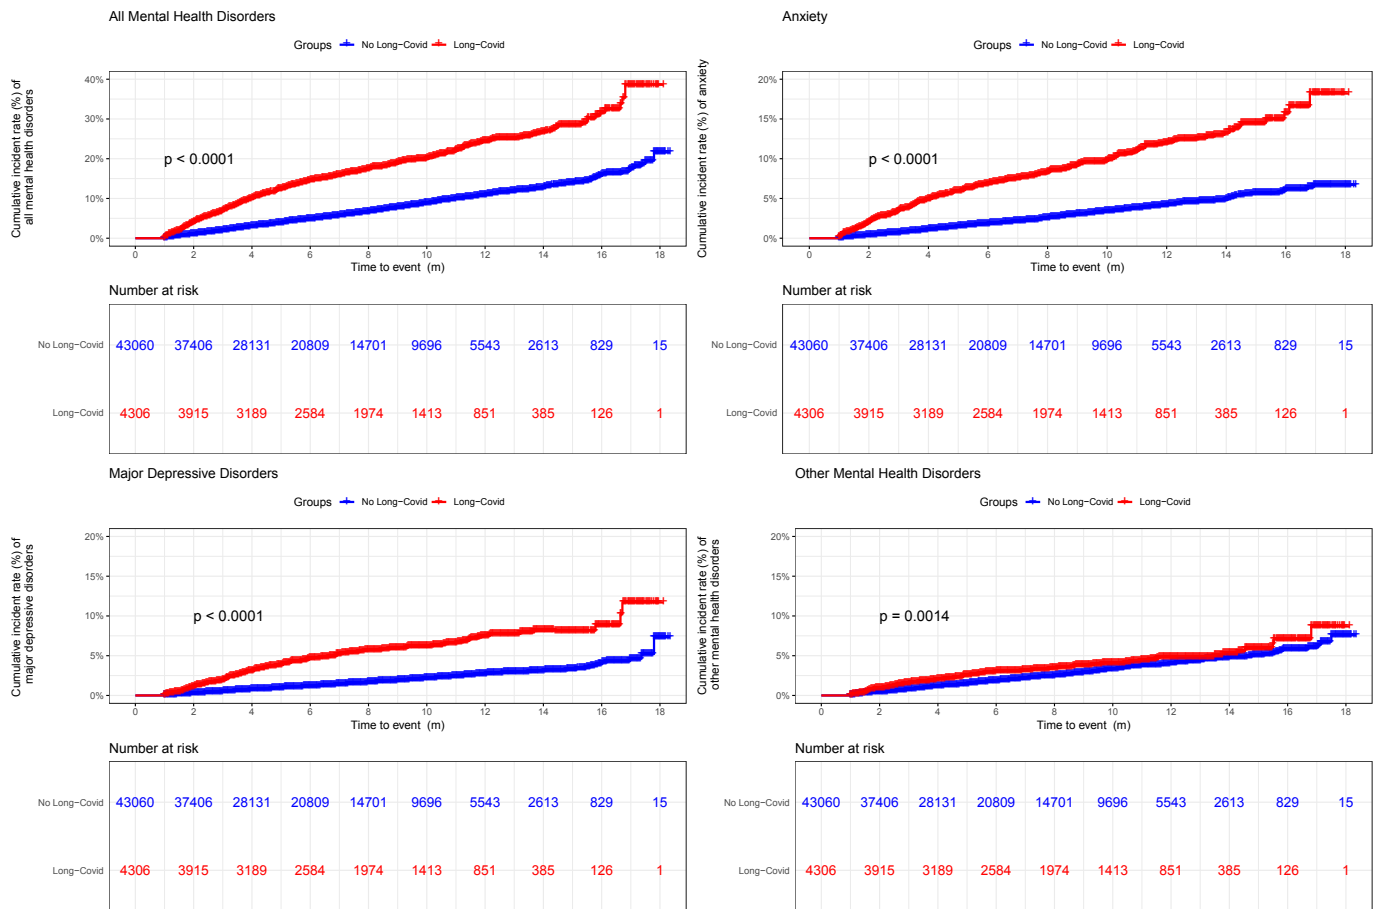 All Mental Health Disorders
Groups No Long-Covid Long-Covid
Cumulative incident rate (%) of
all mental health disorders
40%
30%
20%
10%
0%
p < 0.0001
0 2 4 6 8 10 12 14 16 18
Time to event (m)
Number at risk
No Long-Covid 43060 37406 28131 20809 14701 9696 5543 2613 829 15
Long-Covid 4306 3915 3189 2584 1974 1413 851 385 126 1
Anxiety
Groups No Long-Covid Long-Covid
Cumulative incident rate (%) of anxiety
20%
15%
10%
5%
0%
p < 0.0001
0 2 4 6 8 10 12 14 16 18
Time to event (m)
Number at risk
No Long-Covid 43060 37406 28131 20809 14701 9696 5543 2613 829 15
Long-Covid 4306 3915 3189 2584 1974 1413 851 385 126 1
Major Depressive Disorders
Groups No Long-Covid Long-Covid
Cumulative incident rate (%) of
major depressive disorders
20%
15%
10%
5%
0%
p < 0.0001
0 2 4 6 8 10 12 14 16 18
Time to event (m)
Number at risk
No Long-Covid 43060 37406 28131 20809 14701 9696 5543 2613 829 15
Long-Covid 4306 3915 3189 2584 1974 1413 851 385 126 1
Other Mental Health Disorders
Groups No Long-Covid Long-Covid
Cumulative incident rate (%) of
other mental health disorders
20%
15%
10%
5%
0%
p = 0.0014
0 2 4 6 8 10 12 14 16 18
Time to event (m)
Number at risk
No Long-Covid 43060 37406 28131 20809 14701 9696 5543 2613 829 15
Long-Covid 4306 3915 3189 2584 1974 1413 851 385 126 1